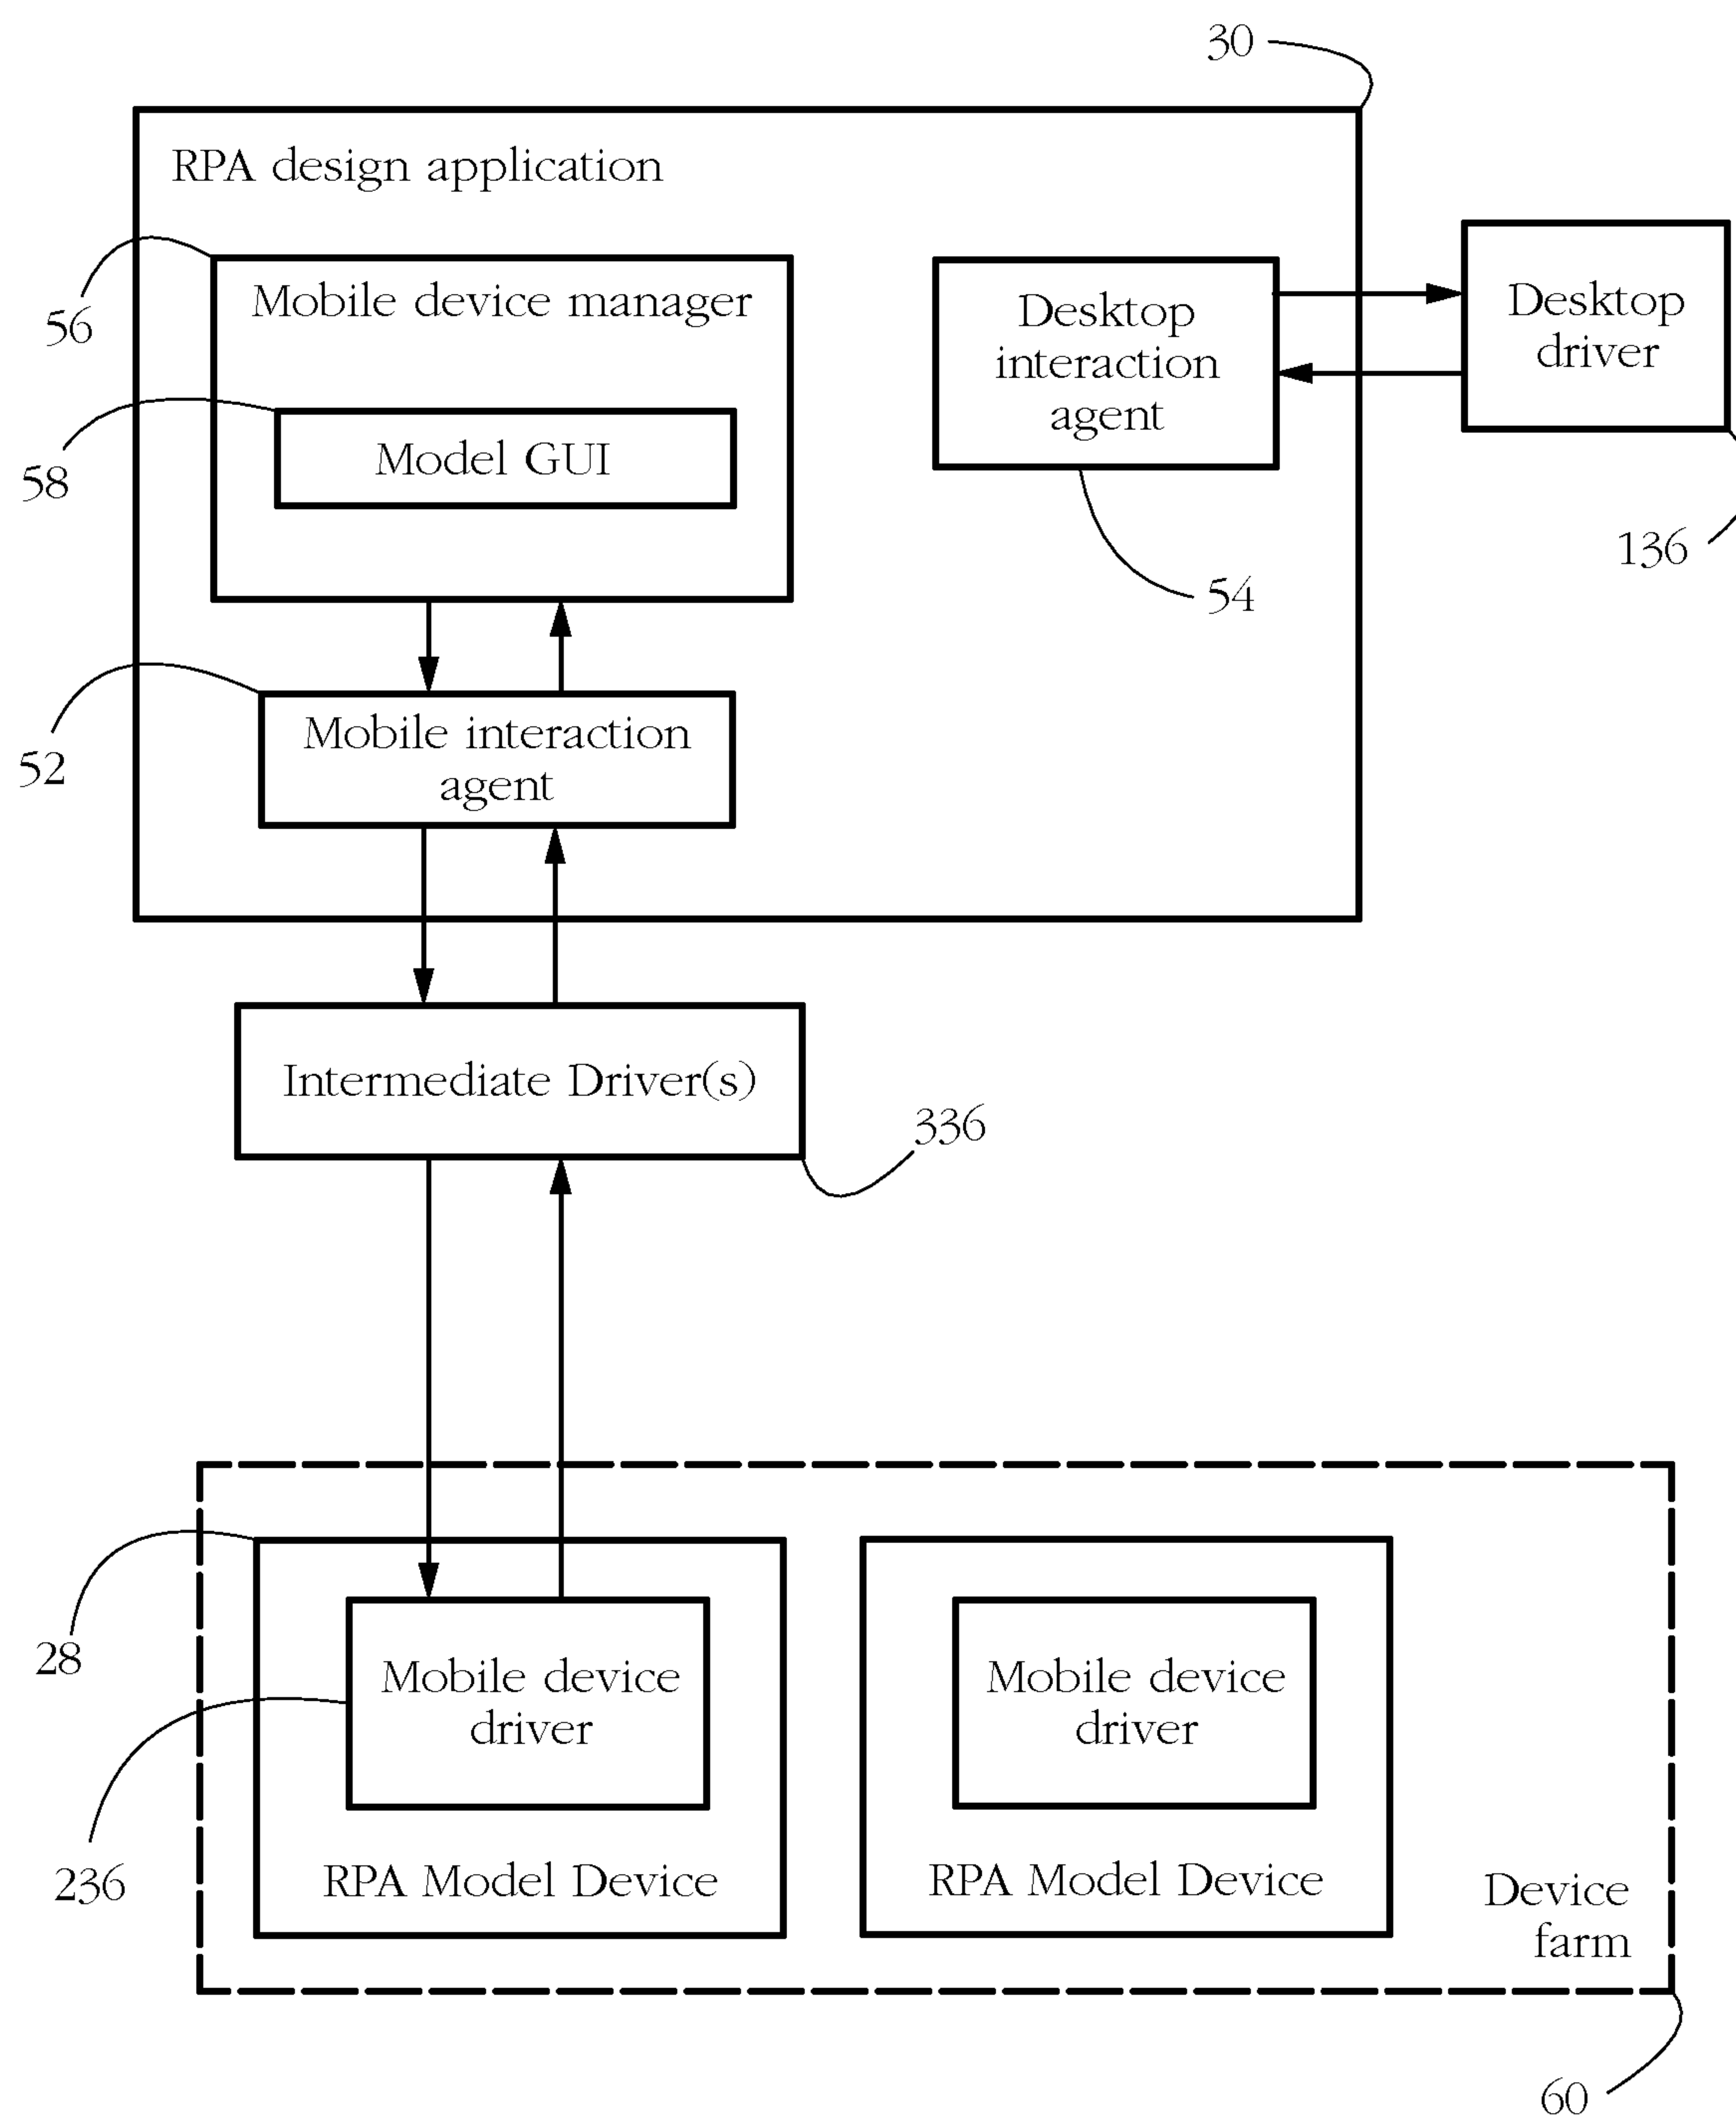 30
RPA design application
56
Mobile device manager
58
Model GUI
Desktop
interaction
agent
54
Desktop
driver
136
52
Mobile interaction
agent
Intermediate Driver(s)
336
28
Mobile device
driver
236
RPA Model Device
Mobile device
driver
RPA Model Device
Device
farm
60